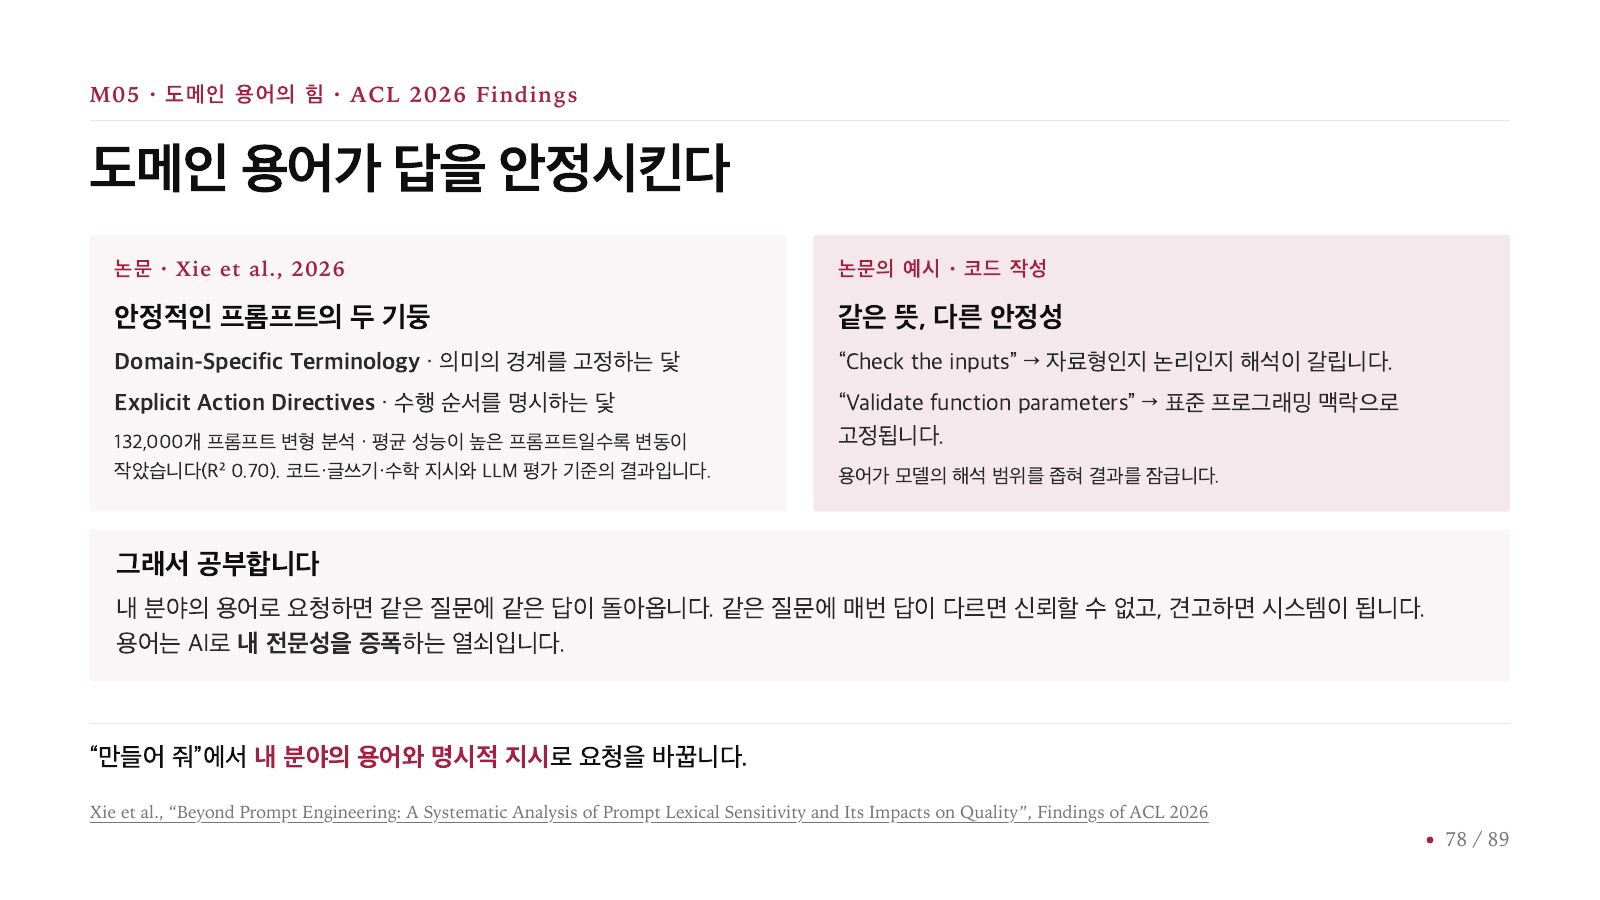 M05 · 도메인 용어의 힘 · ACL 2026 Findings
도메인 용어가 답을 안정시킨다
논문 · Xie et al., 2026
안정적인 프롬프트의 두 기둥
Domain-Specific Terminology · 의미의 경계를 고정하는 닻
Explicit Action Directives · 수행 순서를 명시하는 닻
132,000개 프롬프트 변형 분석 · 평균 성능이 높은 프롬프트일수록 변동이
작았습니다(R² 0.70). 코드·글쓰기·수학 지시와 LLM 평가 기준의 결과입니다.
논문의 예시 · 코드 작성
같은 뜻, 다른 안정성
“Check the inputs” → 자료형인지 논리인지 해석이 갈립니다.
“Validate function parameters” → 표준 프로그래밍 맥락으로
고정됩니다.
용어가 모델의 해석 범위를 좁혀 결과를 잠급니다.
그래서 공부합니다
내 분야의 용어로 요청하면 같은 질문에 같은 답이 돌아옵니다. 같은 질문에 매번 답이 다르면 신뢰할 수 없고, 견고하면 시스템이 됩니다.
용어는 AI로 내 전문성을 증폭하는 열쇠입니다.
“만들어 줘”에서 내 분야의 용어와 명시적 지시로 요청을 바꿉니다.
Xie et al., “Beyond Prompt Engineering: A Systematic Analysis of Prompt Lexical Sensitivity and Its Impacts on Quality”, Findings of ACL 2026
• 78 / 89